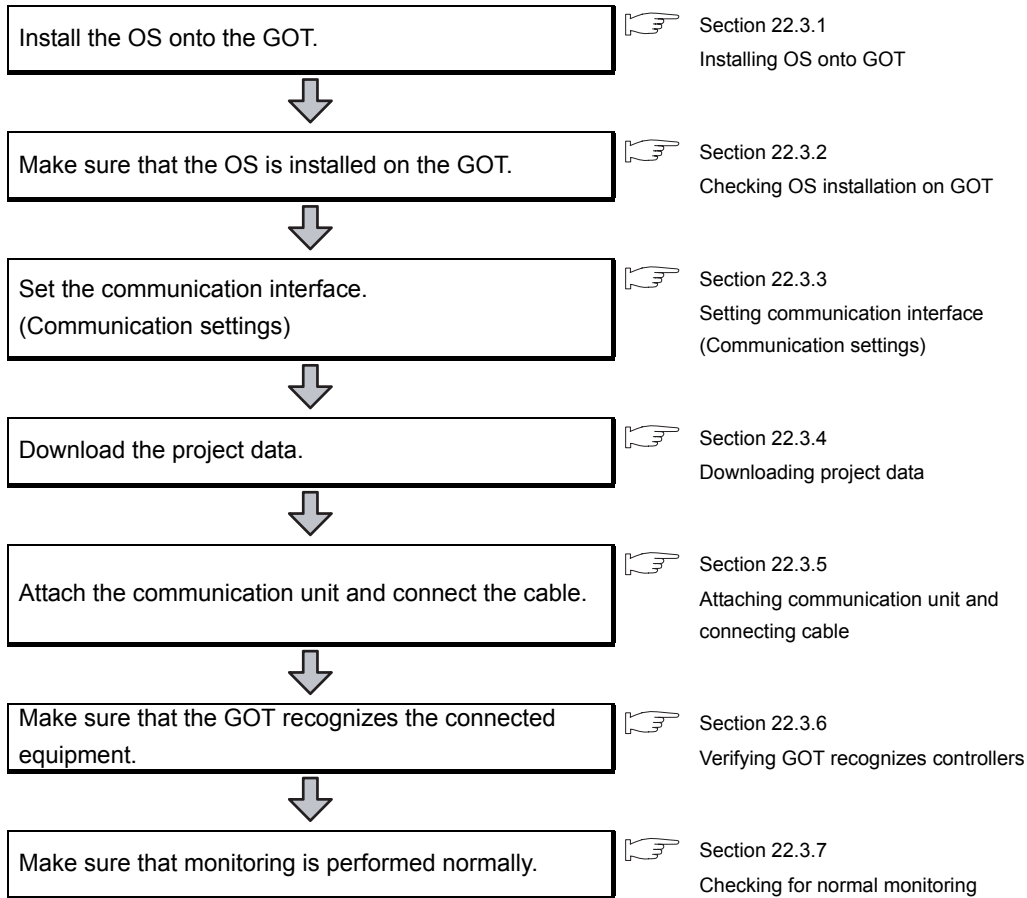 Install the OS onto the GOT.
Section 22.3.1
Installing OS onto GOT
Make sure that the OS is installed on the GOT.
Section 22.3.2
Checking OS installation on GOT
Set the communication interface.
(Communication settings)
Section 22.3.3
Setting communication interface
(Communication settings)
Download the project data.
Section 22.3.4
Downloading project data
Attach the communication unit and connect the cable.
Section 22.3.5
Attaching communication unit and
connecting cable
Make sure that the GOT recognizes the connected
equipment.
Section 22.3.6
Verifying GOT recognizes controllers
Make sure that monitoring is performed normally.
Section 22.3.7
Checking for normal monitoring